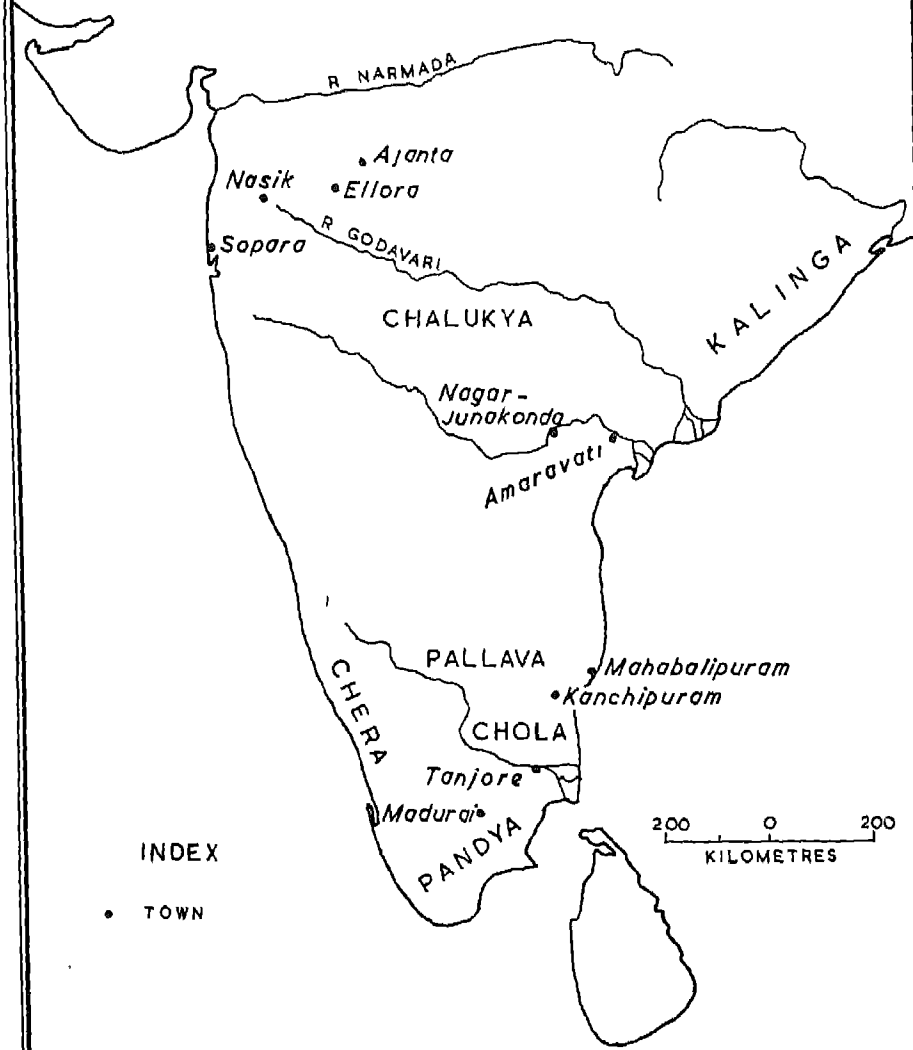 R NARMADA
Ajanta
Nasik
Ellora
R GODAVARI
Sopara
KALINGA
CHALUKYA
Nagar-
Junakonda
Amaravati
PALLAVA
Mahabalipuram
Kanchipuram
CHERA
CHOLA
Tanjore
Madurai
PANDYA
200 0 200
KILOMETRES
INDEX
TOWN